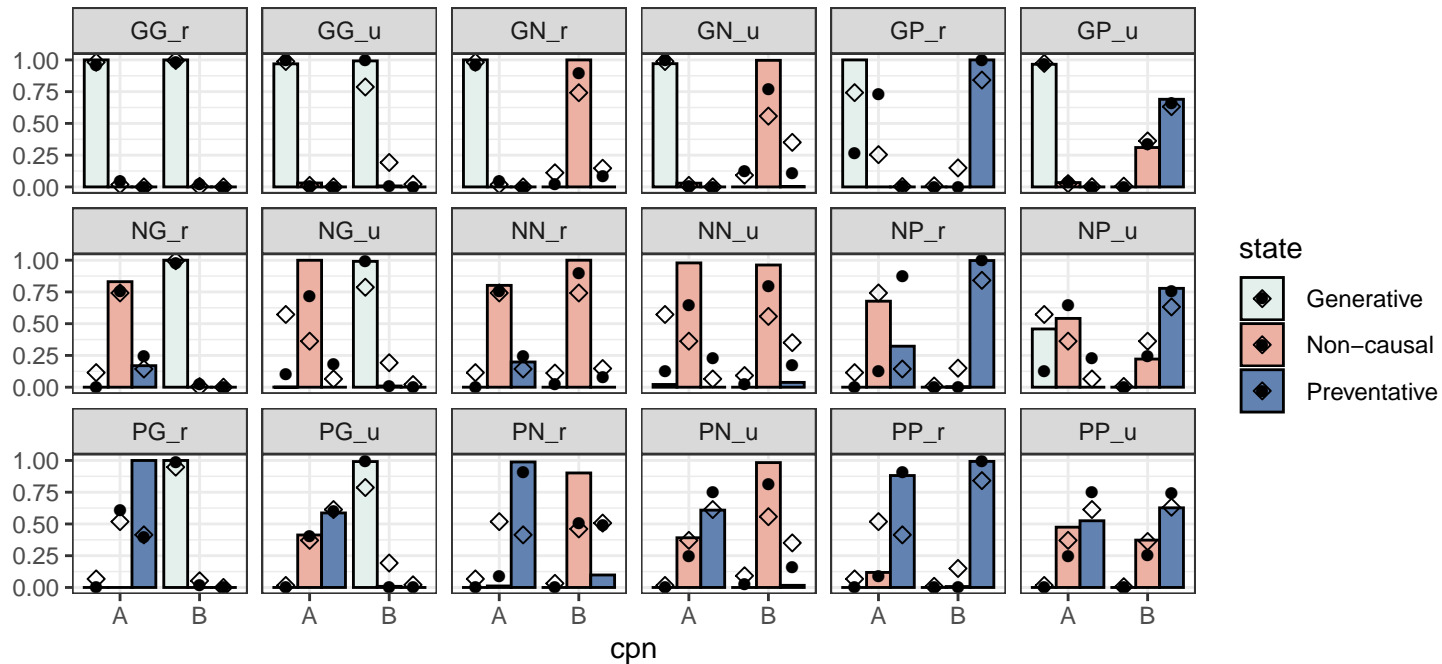 GG_r GG_u GN_r GN_u GP_r GP_u
1.00
0.75
0.50
0.25
0.00
NG_r NG_u NN_r NN_u NP_r NP_u
1.00
0.75
0.50
0.25
0.00
PG_r PG_u PN_r PN_u PP_r PP_u
1.00
0.75
0.50
0.25
0.00
A B A B A B A B A B A B
cpn
state
Generative
Non−causal
Preventative